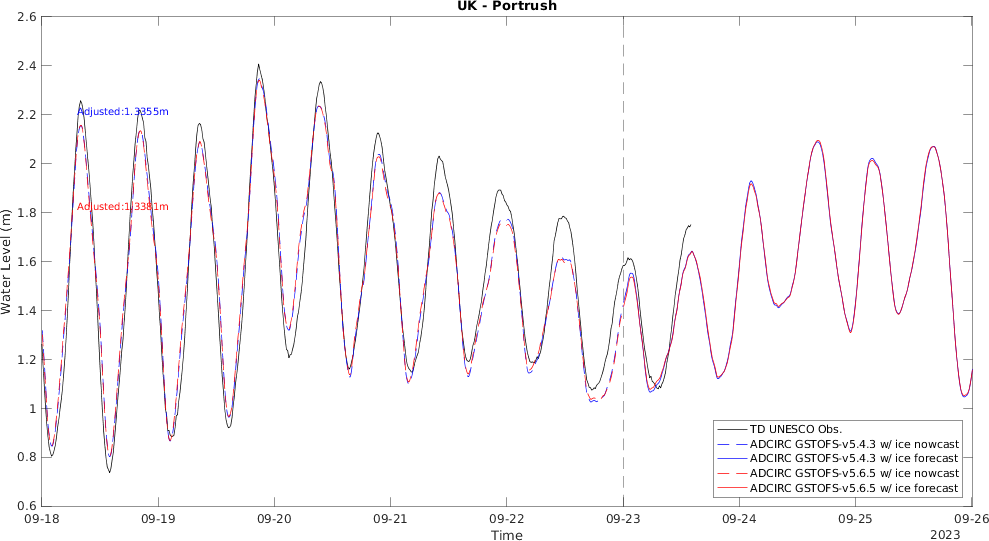 UK - Portrush
2.6
2.4
2.2
2
1.8
1.6
1.4
1.2
1
0.8
0.6
Water Level (m)
Adjusted:1.3355m
Adjusted:1.3381m
TD UNESCO Obs.
ADCIRC GSTOFS-v5.4.3 w/ ice nowcast
ADCIRC GSTOFS-v5.4.3 w/ ice forecast
ADCIRC GSTOFS-v5.6.5 w/ ice nowcast
ADCIRC GSTOFS-v5.6.5 w/ ice forecast
09-18 09-19 09-20 09-21 09-22 09-23 09-24 09-25 09-26
Time
2023